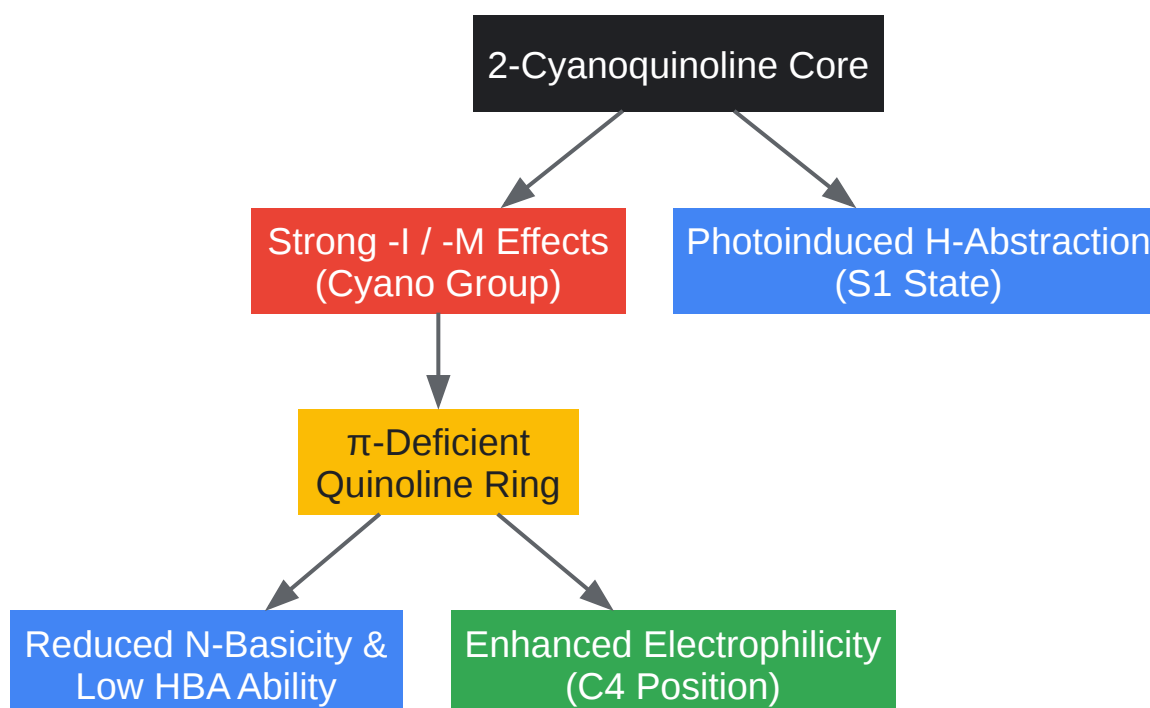 2-Cyanoquinoline Core
Strong -I / -M Effects
(Cyano Group)
Photoinduced H-Abstraction
(S1 State)
π-Deficient
Quinoline Ring
Reduced N-Basicity &
Low HBA Ability
Enhanced Electrophilicity
(C4 Position)